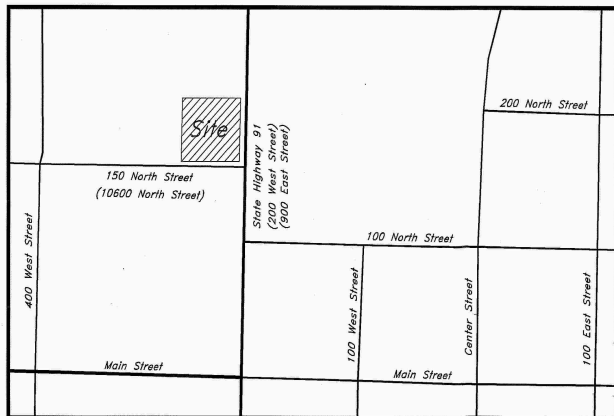 200 North Street
Site
State Highway 91
(200 West Street)
(900 East Street)
150 North Street
(10600 North Street)
100 North Street
400 West Street
100 West Street
Center Street
100 East Street
Main Street
Main Street